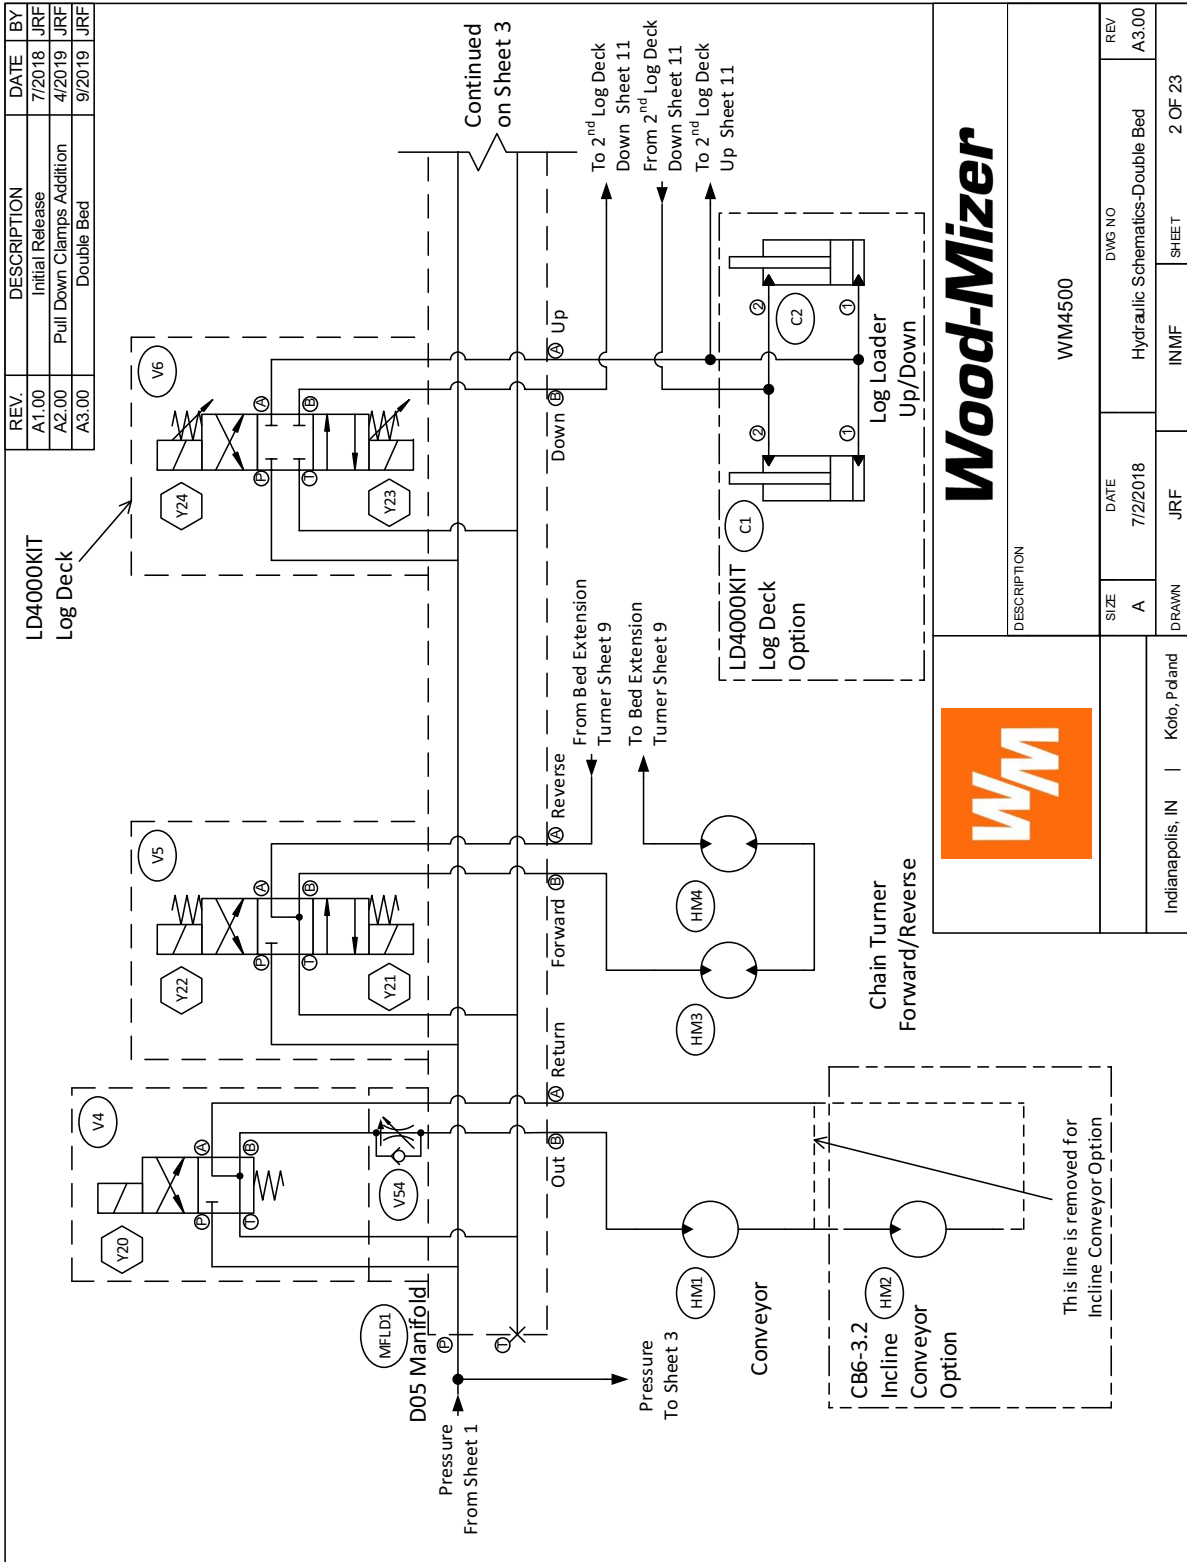 REV. DESCRIPTION DATE BY
A1.00 Initial Release 7/2018 JRF
A2.00 Pull Down Clamps Addition 4/2019 JRF
A3.00 Double Bed 9/2019 JRF
LD4000KIT
Log Deck
V4
Y20
P
T
A
B
V54
V5
Y22
Y21
P
T
A
B
V6
Y24
Y23
P
T
A
B
MFLD1
D05 Manifold
P
T
Pressure
From Sheet 1
Pressure
To Sheet 3
Continued
on Sheet 3
Out B
A Return
Forward B
A Reverse
Down B
A Up
From Bed Extension
Turner Sheet 9
To Bed Extension
Turner Sheet 9
To 2nd Log Deck
Down Sheet 11
From 2nd Log Deck
Down Sheet 11
To 2nd Log Deck
Up Sheet 11
HM1
Conveyor
CB6-3.2
Incline
Conveyor
Option
HM2
This line is removed for
Incline Conveyor Option
HM3
HM4
Chain Turner
Forward/Reverse
LD4000KIT
Log Deck
Option
C1
C2
2
2
1
1
Log Loader
Up/Down
WM
Wood-Mizer
DESCRIPTION
WM4500
SIZE
A
DATE
7/2/2018
DWG NO
Hydraulic Schematics-Double Bed
REV
A3.00
Indianapolis, IN | Koło, Poland
DRAWN
JRF
INMF
SHEET
2 OF 23